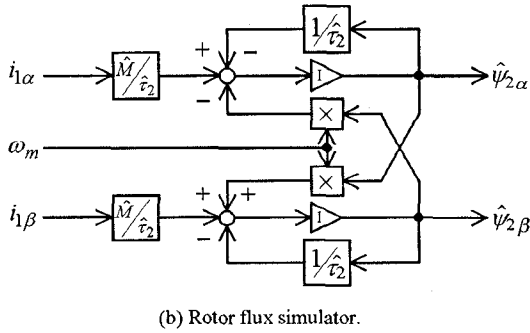 + − 1/τ̂₂
i₁α M̂/τ̂₂ I ψ̂₂α
−
×
ωₘ
×
+ +
i₁β M̂/τ̂₂ I ψ̂₂β
−
1/τ̂₂
(b) Rotor flux simulator.